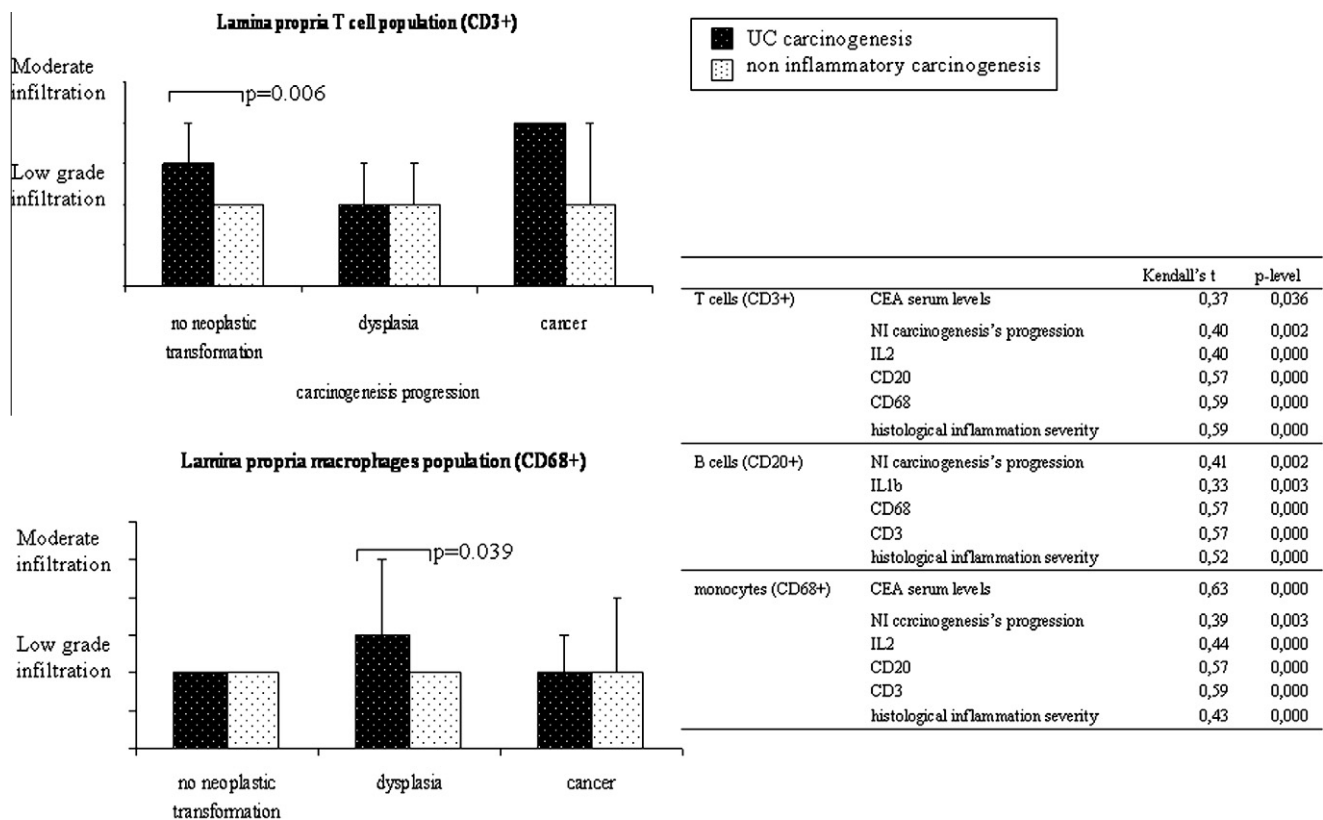 Lamina propria T cell population (CD3+)
Moderate
infiltration
p=0.006
Low grade
infiltration
no neoplastic
transformation
dysplasia
cancer
carcinogeneisis progression
UC carcinogenesis
non inflammatory carcinogenesis
Lamina propria macrophages population (CD68+)
Moderate
infiltration
p=0.039
Low grade
infiltration
no neoplastic
transformation
dysplasia
cancer
Kendall's t p-level
T cells (CD3+) CEA serum levels 0,37 0,036
NI carcinogenesis's progression 0,40 0,002
IL2 0,40 0,000
CD20 0,57 0,000
CD68 0,59 0,000
histological inflammation severity 0,59 0,000
B cells (CD20+) NI carcinogenesis's progression 0,41 0,002
IL1b 0,33 0,003
CD68 0,57 0,000
CD3 0,57 0,000
histological inflammation severity 0,52 0,000
monocytes (CD68+) CEA serum levels 0,63 0,000
NI ccrcinogenesis's progression 0,39 0,003
IL2 0,44 0,000
CD20 0,57 0,000
CD3 0,59 0,000
histological inflammation severity 0,43 0,000